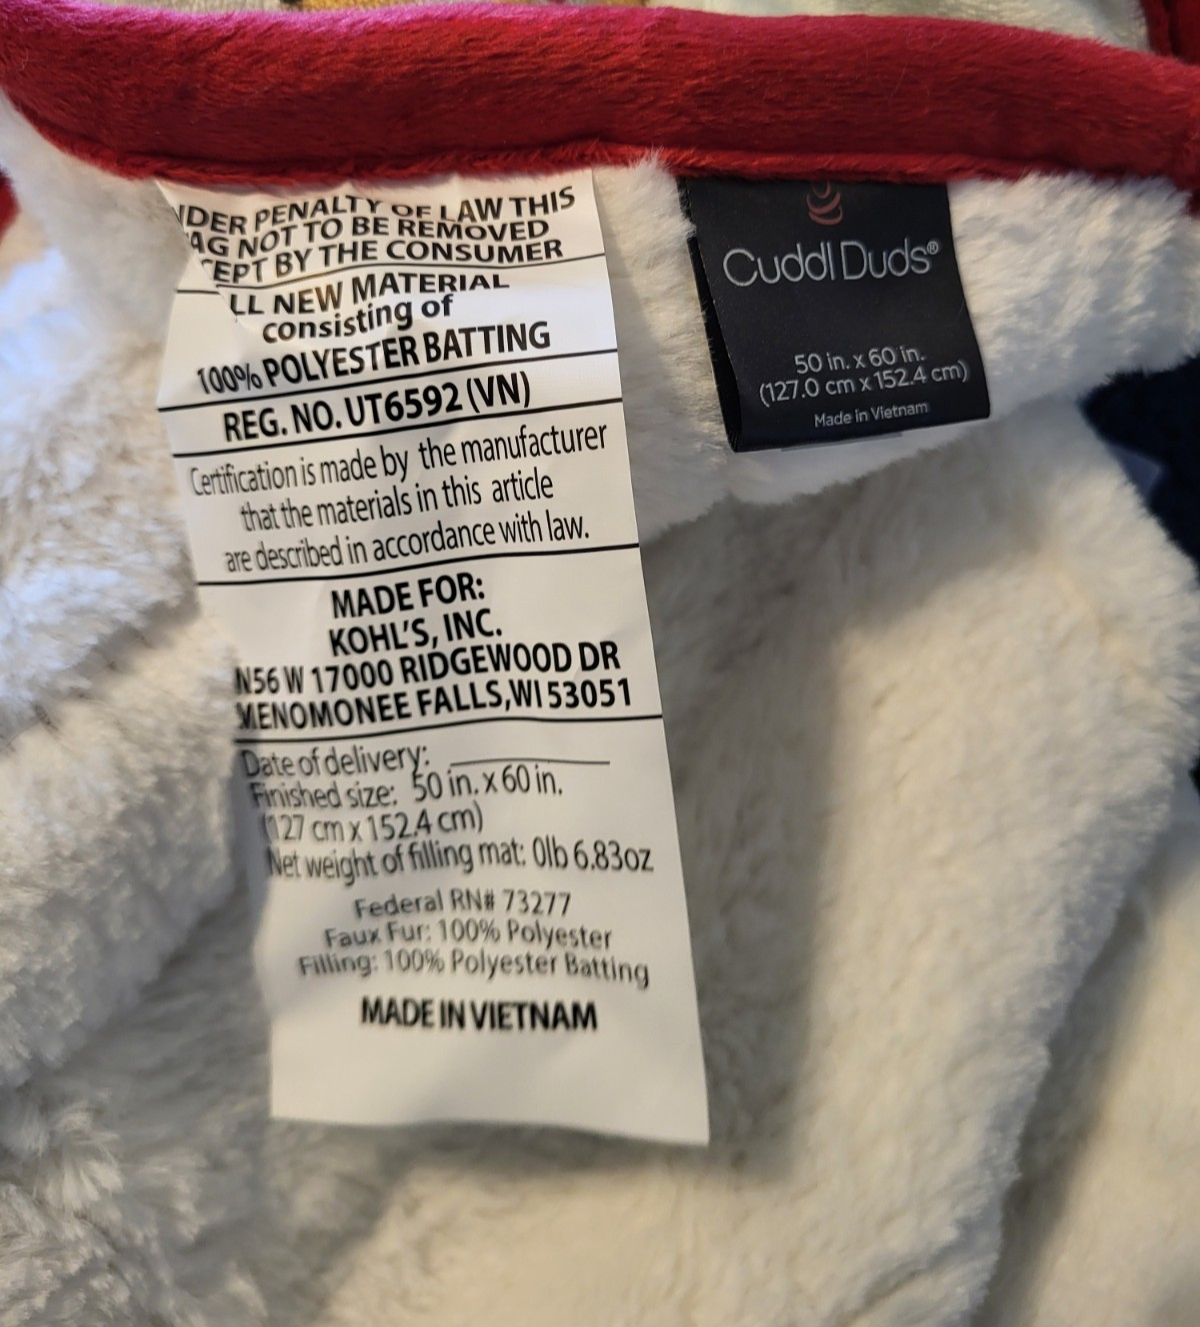 NDER PENALTY OF LAW THIS
AG NOT TO BE REMOVED
CEPT BY THE CONSUMER
LL NEW MATERIAL
consisting of
100% POLYESTER BATTING
REG. NO. UT6592 (VN)
Certification is made by the manufacturer
that the materials in this article
are described in accordance with law.
MADE FOR:
KOHL'S, INC.
N56 W 17000 RIDGEWOOD DR
MENOMONEE FALLS,WI 53051
Date of delivery:
Finished size: 50 in. x 60 in.
(127 cm x 152.4 cm)
Net weight of filling mat: 0lb 6.83oz
Federal RN# 73277
Faux Fur: 100% Polyester
Filling: 100% Polyester Batting
MADE IN VIETNAM
Cuddl Duds®
50 in. x 60 in.
(127.0 cm x 152.4 cm)
Made in Vietnam